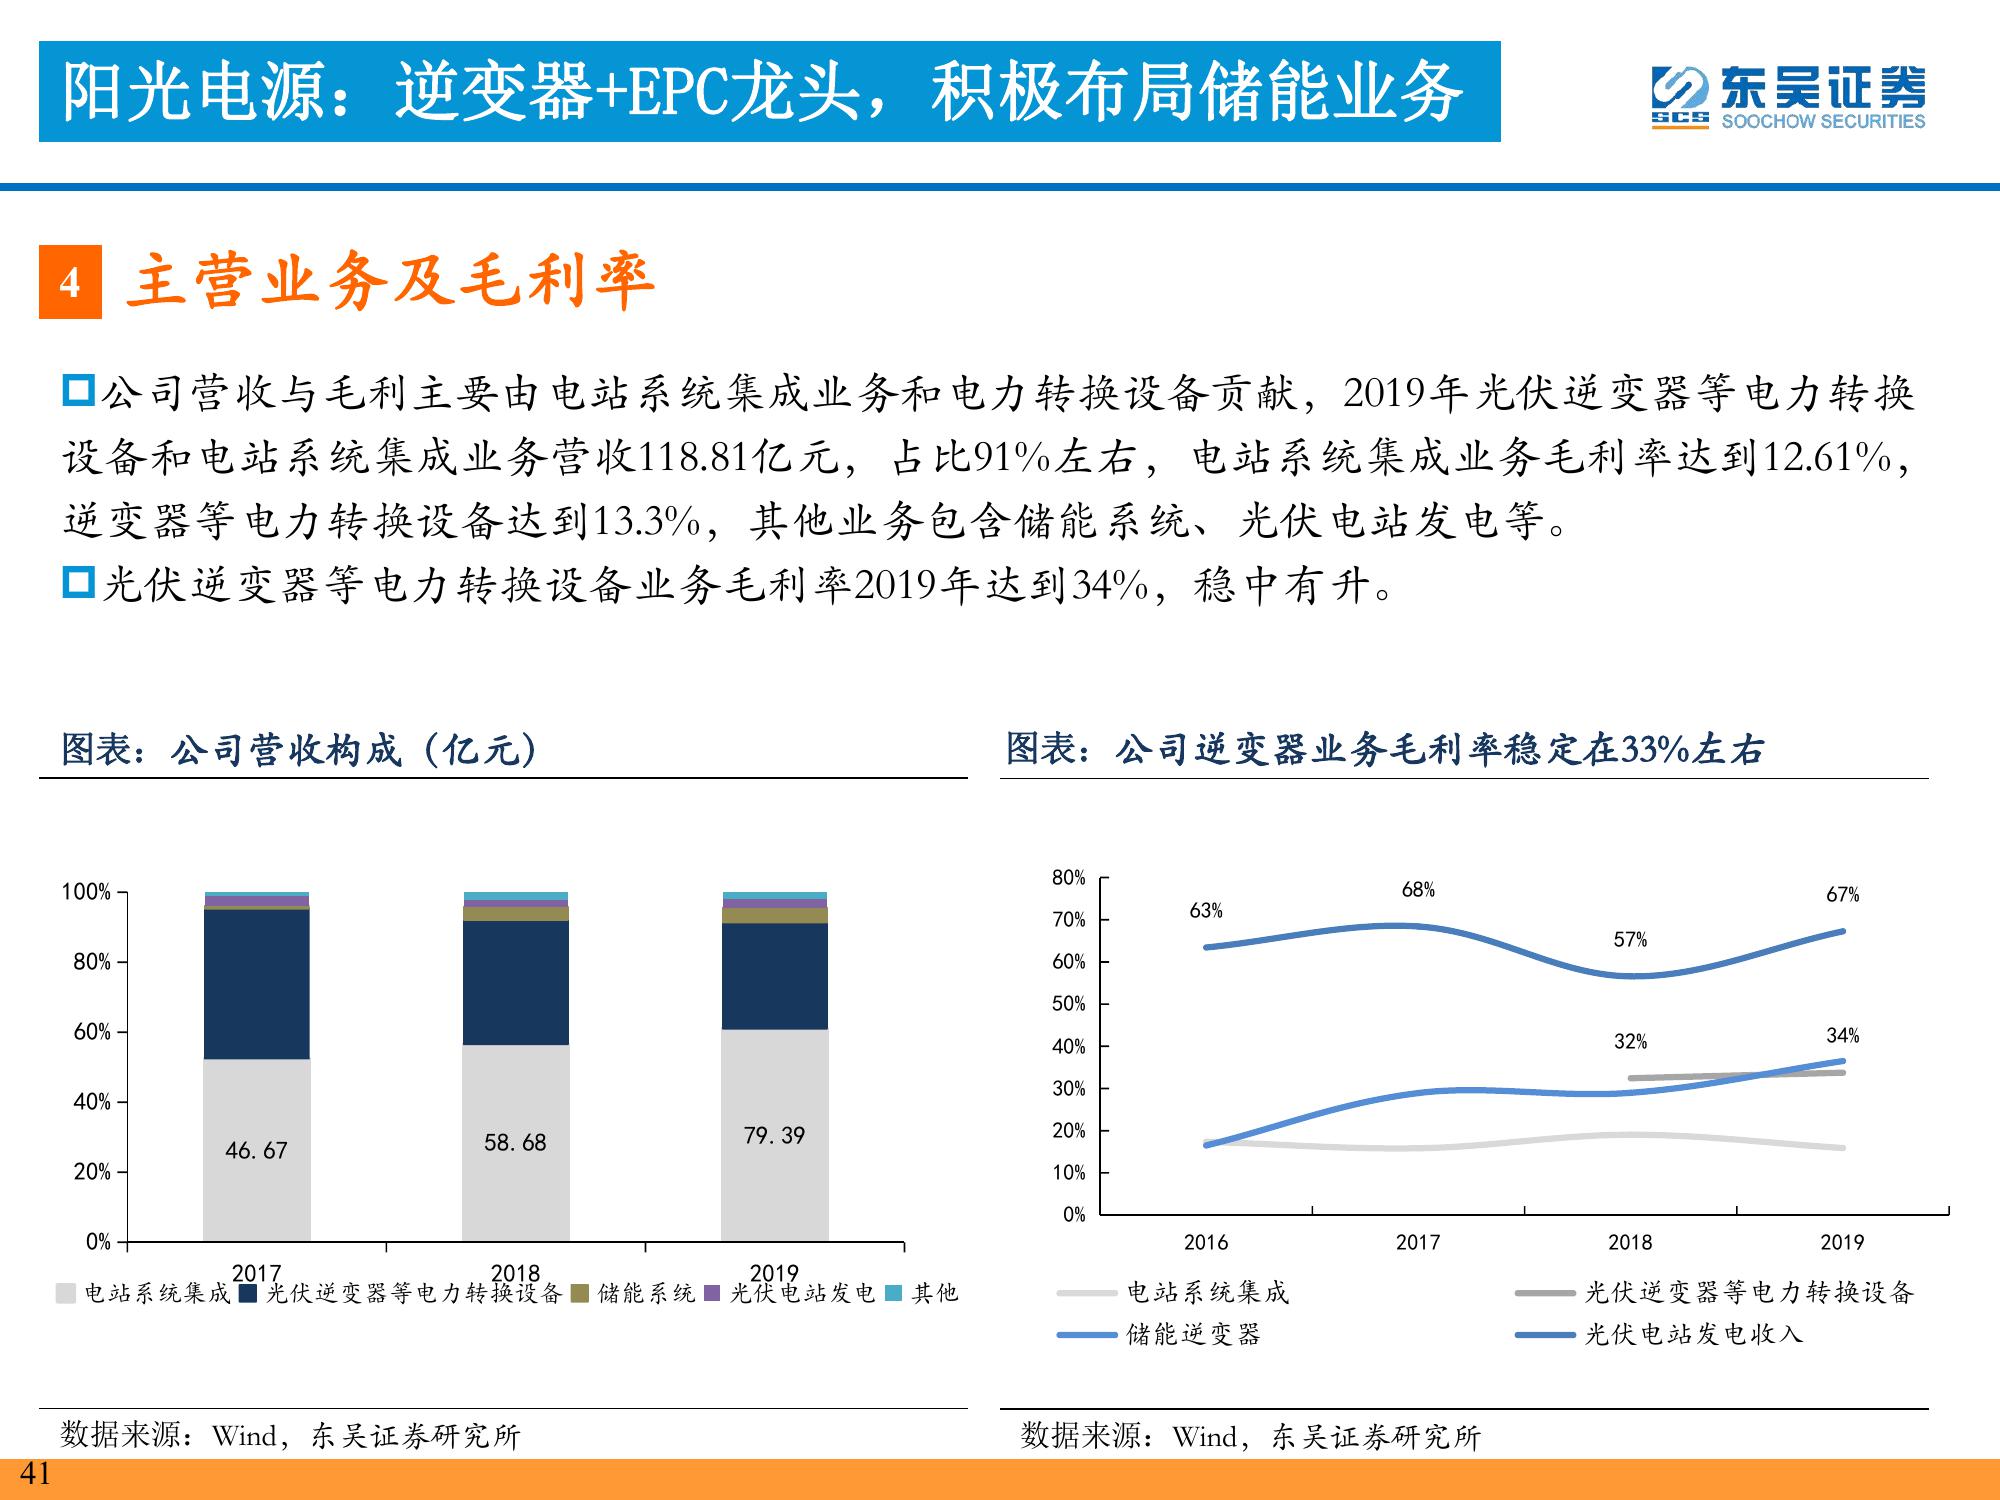 阳光电源：逆变器+EPC龙头，积极布局储能业务
SCS
东吴证券
SOOCHOW SECURITIES
4 主营业务及毛利率
公司营收与毛利主要由电站系统集成业务和电力转换设备贡献，2019年光伏逆变器等电力转换
设备和电站系统集成业务营收118.81亿元，占比91%左右，电站系统集成业务毛利率达到12.61%，
逆变器等电力转换设备达到13.3%，其他业务包含储能系统、光伏电站发电等。
光伏逆变器等电力转换设备业务毛利率2019年达到34%，稳中有升。
图表：公司营收构成（亿元）
100%
80%
60%
40%
20%
0%
46.67
58.68
79.39
2017 2018 2019
电站系统集成 光伏逆变器等电力转换设备 储能系统 光伏电站发电 其他
数据来源：Wind，东吴证券研究所
图表：公司逆变器业务毛利率稳定在33%左右
80%
70%
60%
50%
40%
30%
20%
10%
0%
63%
68%
57%
67%
32%
34%
2016 2017 2018 2019
电站系统集成 光伏逆变器等电力转换设备
储能逆变器 光伏电站发电收入
数据来源：Wind，东吴证券研究所
41